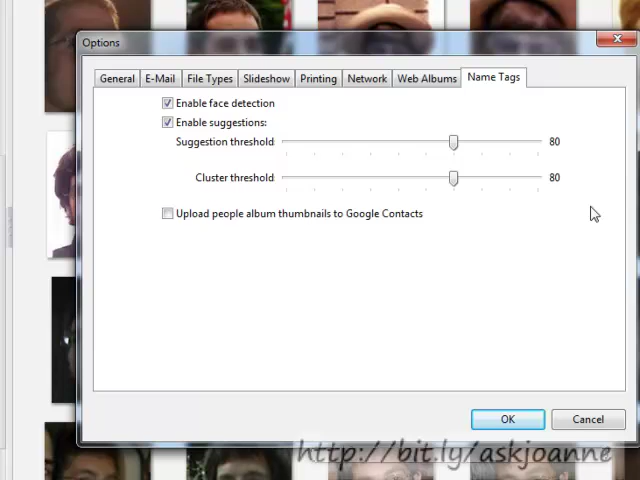 Options
General E-Mail File Types Slideshow Printing Network Web Albums Name Tags
Enable face detection
Enable suggestions:
Suggestion threshold 80
Cluster threshold 80
Upload people album thumbnails to Google Contacts
OK Cancel
http://bit.ly/askjoanne